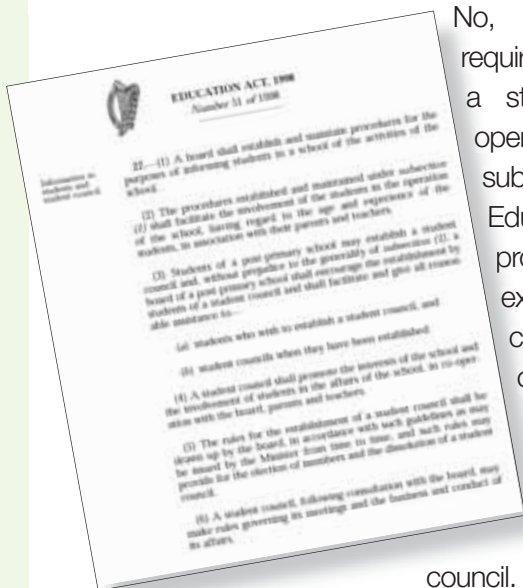 EDUCATION ACT, 1998
Number 51 of 1998
Information to
students and
student council.
27.—(1) A board shall establish and maintain procedures for the
purposes of informing students in a school of the activities of the
school.
(2) The procedures established and maintained under subsection
(1) shall facilitate the involvement of the students in the operation
of the school, having regard to the age and experience of the
students, in association with their parents and teachers.
(3) Students of a post primary school may establish a student
council and, without prejudice to the generality of subsection (1), a
board of a post primary school shall encourage the establishment by
students of a student council and shall facilitate and give all reason-
able assistance to—
(a) students who wish to establish a student council, and
(b) student councils when they have been established.
(4) A student council shall promote the interests of the school and
the involvement of students in the affairs of the school, in co-oper-
ation with the board, parents and teachers.
(5) The rules for the establishment of a student council shall be
drawn up by the board, in accordance with such guidelines as may
be issued by the Minister from time to time, and such rules may
provide for the election of members and the dissolution of a student
council.
(6) A student council, following consultation with the board, may
make rules governing its meetings and the business and conduct of
its affairs.
No,
a
council.